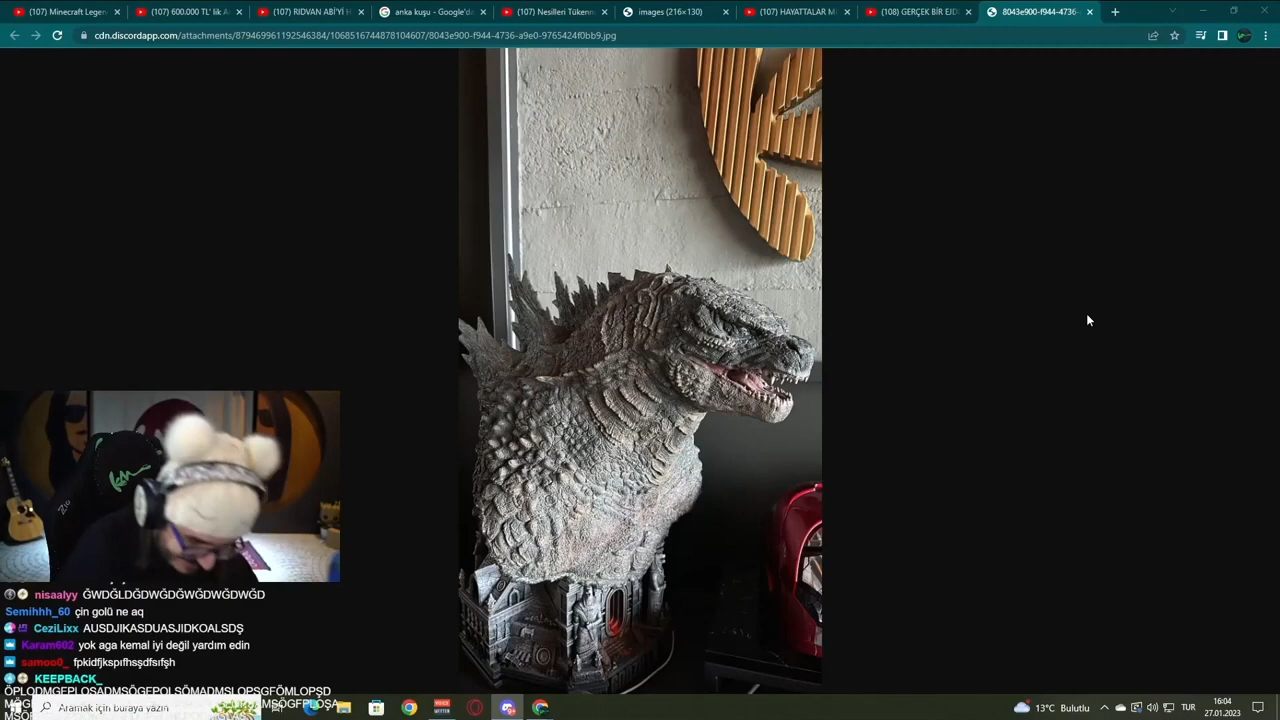 (107) Minecraft Legen
(107) 600.000 TL' lik A
(107) RIDVAN ABİ'Yİ H
anka kuşu - Google'da
(107) Nesilleri Tükenm
images (216×130)
(107) HAYATTALAR M
(108) GERÇEK BİR EJD
8043e900-f944-4736-
cdn.discordapp.com/attachments/879469961192546384/1068516744878104607/8043e900-f944-4736-a9e0-9765424f0bb9.jpg
nisaalyy ĞWDĞLDĞDWĞDĞWĞDWĞDWĞD
Semihhh_60 çin golü ne aq
CeziLixx AUSDJIKASDUASJIDKOALSDŞ
Karam602 yok aga kemal iyi değil yardım edin
samoo0_ fpkidfjkspıfhsşdfsıfşh
KEEPBACK_
Aramak için buraya yazın
13°C Bulutlu
TUR
16:04
27.01.2023